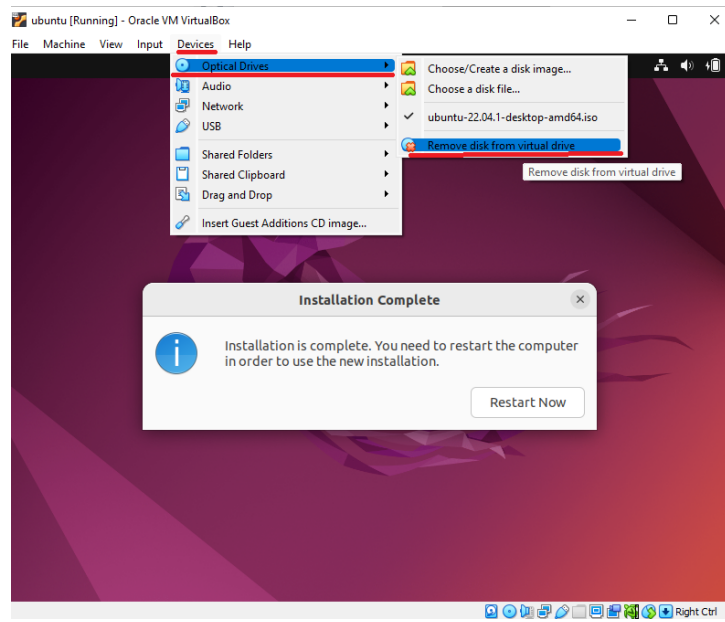 ubuntu [Running] - Oracle VM VirtualBox
File Machine View Input Devices Help
Optical Drives
Audio
Network
USB
Shared Folders
Shared Clipboard
Drag and Drop
Insert Guest Additions CD image...
Choose/Create a disk image...
Choose a disk file...
ubuntu-22.04.1-desktop-amd64.iso
Remove disk from virtual drive
Remove disk from virtual drive
Installation Complete
Installation is complete. You need to restart the computer
in order to use the new installation.
Restart Now
Right Ctrl